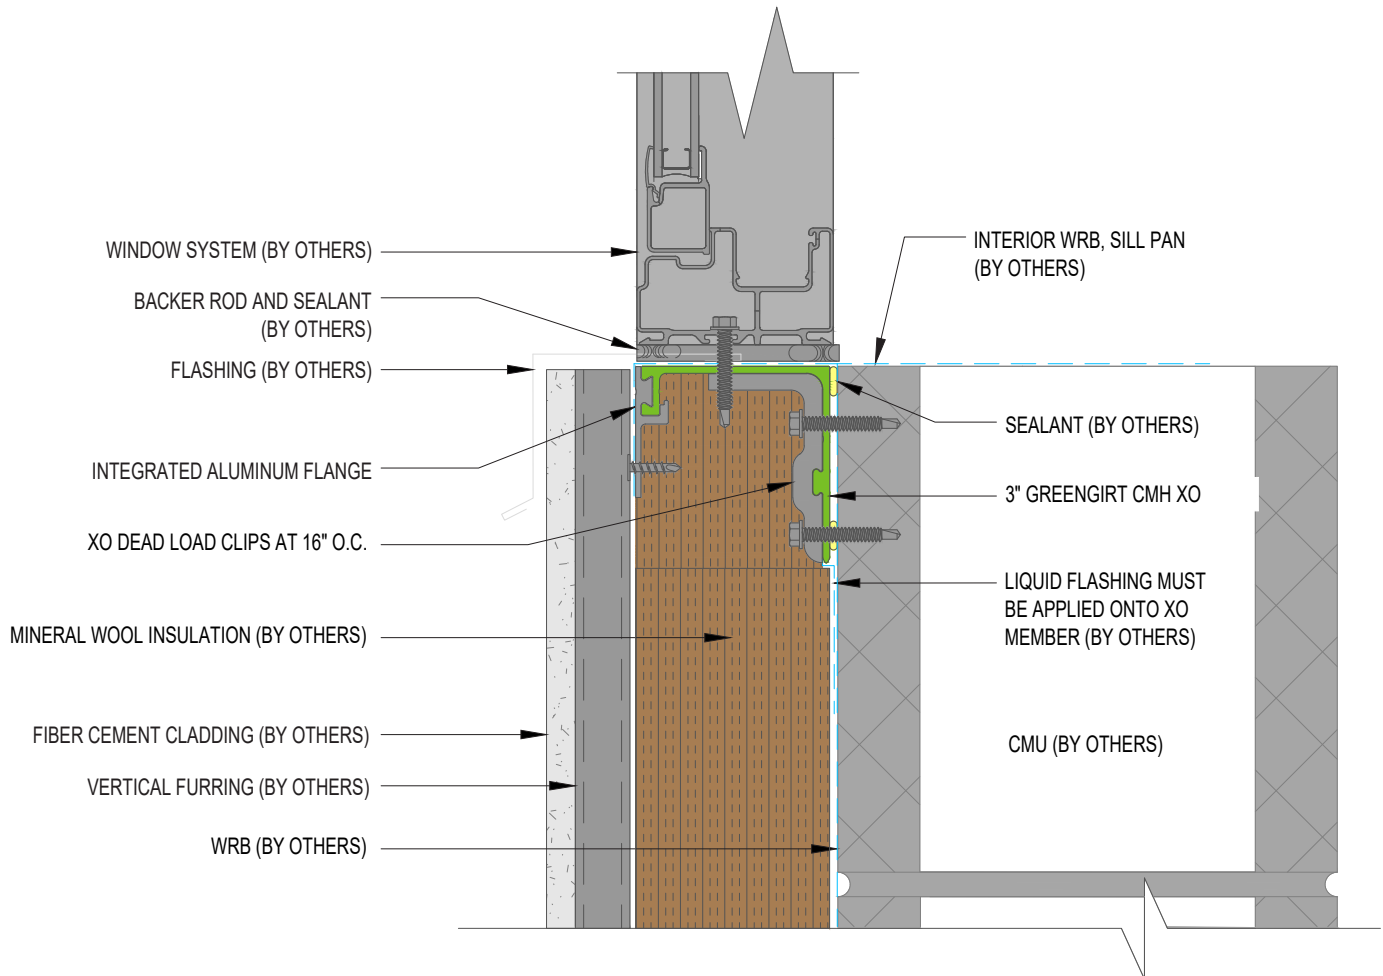 WINDOW SYSTEM (BY OTHERS)
BACKER ROD AND SEALANT
(BY OTHERS)
FLASHING (BY OTHERS)
INTEGRATED ALUMINUM FLANGE
XO DEAD LOAD CLIPS AT 16" O.C.
MINERAL WOOL INSULATION (BY OTHERS)
FIBER CEMENT CLADDING (BY OTHERS)
VERTICAL FURRING (BY OTHERS)
WRB (BY OTHERS)
INTERIOR WRB, SILL PAN
(BY OTHERS)
SEALANT (BY OTHERS)
3" GREENGIRT CMH XO
LIQUID FLASHING MUST
BE APPLIED ONTO XO
MEMBER (BY OTHERS)
CMU (BY OTHERS)